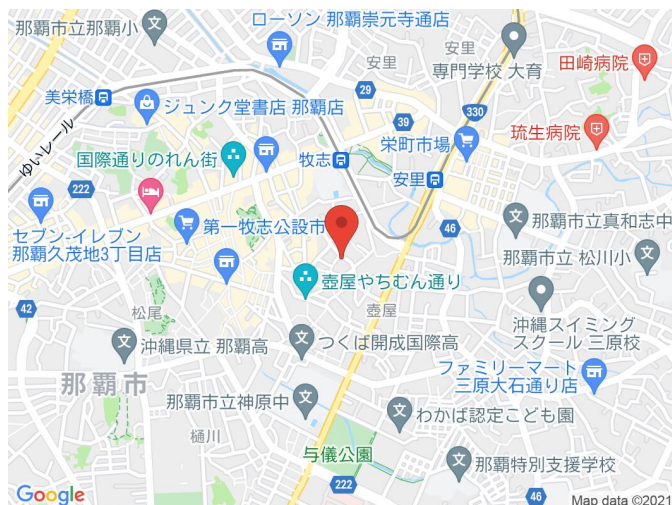 ローソン 那覇崇元寺通店
那覇市立那覇小
安里
専門学校 大育
田崎病院
美栄橋
29
330
ジュンク堂書店 那覇店
39
琉生病院
ゆいレール
国際通りのれん街
牧志
栄町市場
安里
222
46
那覇市立真和志中
第一牧志公設市
セブン-イレブン
那覇久茂地3丁目店
那覇市立 松川小
壺屋やちむん通り
42
松尾
壺屋
沖縄スイミング
スクール 三原校
沖縄県立 那覇高
つくば開成国際高
ファミリーマート
三原大石通り店
那覇市
那覇市立神原中
わかば認定こども園
樋川
与儀公園
那覇特別支援学校
222
46
46
Google
Map data ©2021